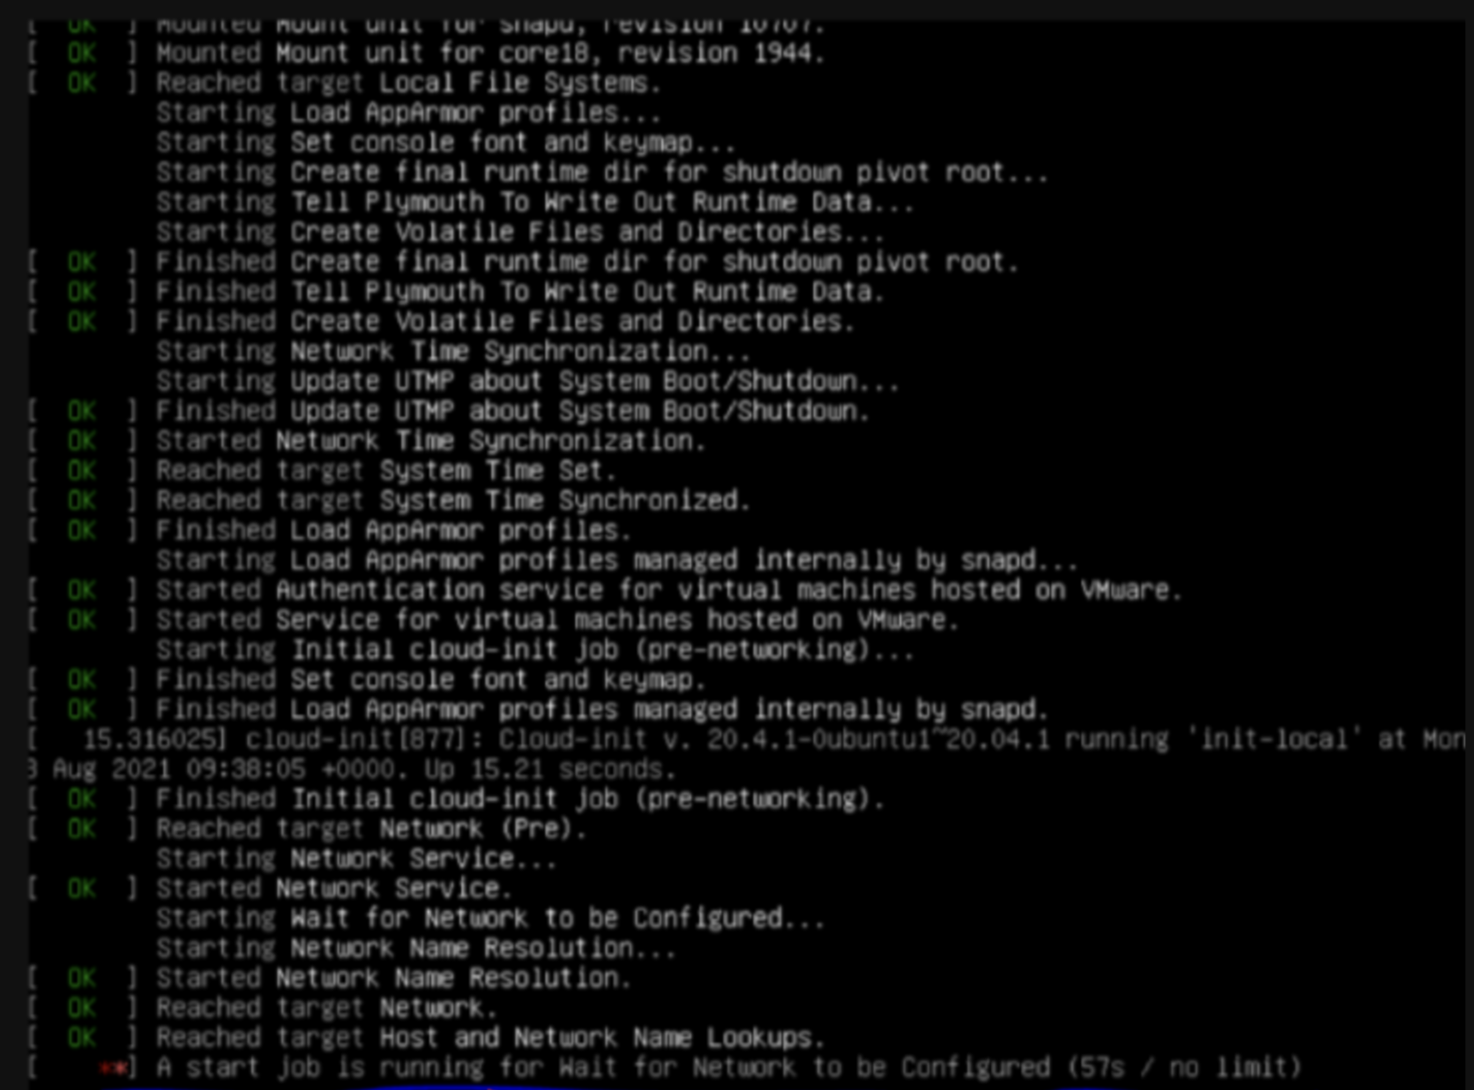 [  OK  ] Mounted Mount unit for snapd, revision 10707.
[  OK  ] Mounted Mount unit for core18, revision 1944.
[  OK  ] Reached target Local File Systems.
Starting Load AppArmor profiles...
Starting Set console font and keymap...
Starting Create final runtime dir for shutdown pivot root...
Starting Tell Plymouth To Write Out Runtime Data...
Starting Create Volatile Files and Directories...
[  OK  ] Finished Create final runtime dir for shutdown pivot root.
[  OK  ] Finished Tell Plymouth To Write Out Runtime Data.
[  OK  ] Finished Create Volatile Files and Directories.
Starting Network Time Synchronization...
Starting Update UTMP about System Boot/Shutdown...
[  OK  ] Finished Update UTMP about System Boot/Shutdown.
[  OK  ] Started Network Time Synchronization.
[  OK  ] Reached target System Time Set.
[  OK  ] Reached target System Time Synchronized.
[  OK  ] Finished Load AppArmor profiles.
Starting Load AppArmor profiles managed internally by snapd...
[  OK  ] Started Authentication service for virtual machines hosted on VMware.
[  OK  ] Started Service for virtual machines hosted on VMware.
Starting Initial cloud-init job (pre-networking)...
[  OK  ] Finished Set console font and keymap.
[  OK  ] Finished Load AppArmor profiles managed internally by snapd.
[   15.316025] cloud-init[877]: Cloud-init v. 20.4.1-0ubuntu1~20.04.1 running 'init-local' at Mon
Aug 2021 09:38:05 +0000. Up 15.21 seconds.
[  OK  ] Finished Initial cloud-init job (pre-networking).
[  OK  ] Reached target Network (Pre).
Starting Network Service...
[  OK  ] Started Network Service.
Starting Wait for Network to be Configured...
Starting Network Name Resolution...
[  OK  ] Started Network Name Resolution.
[  OK  ] Reached target Network.
[  OK  ] Reached target Host and Network Name Lookups.
[    **] A start job is running for Wait for Network to be Configured (57s / no limit)